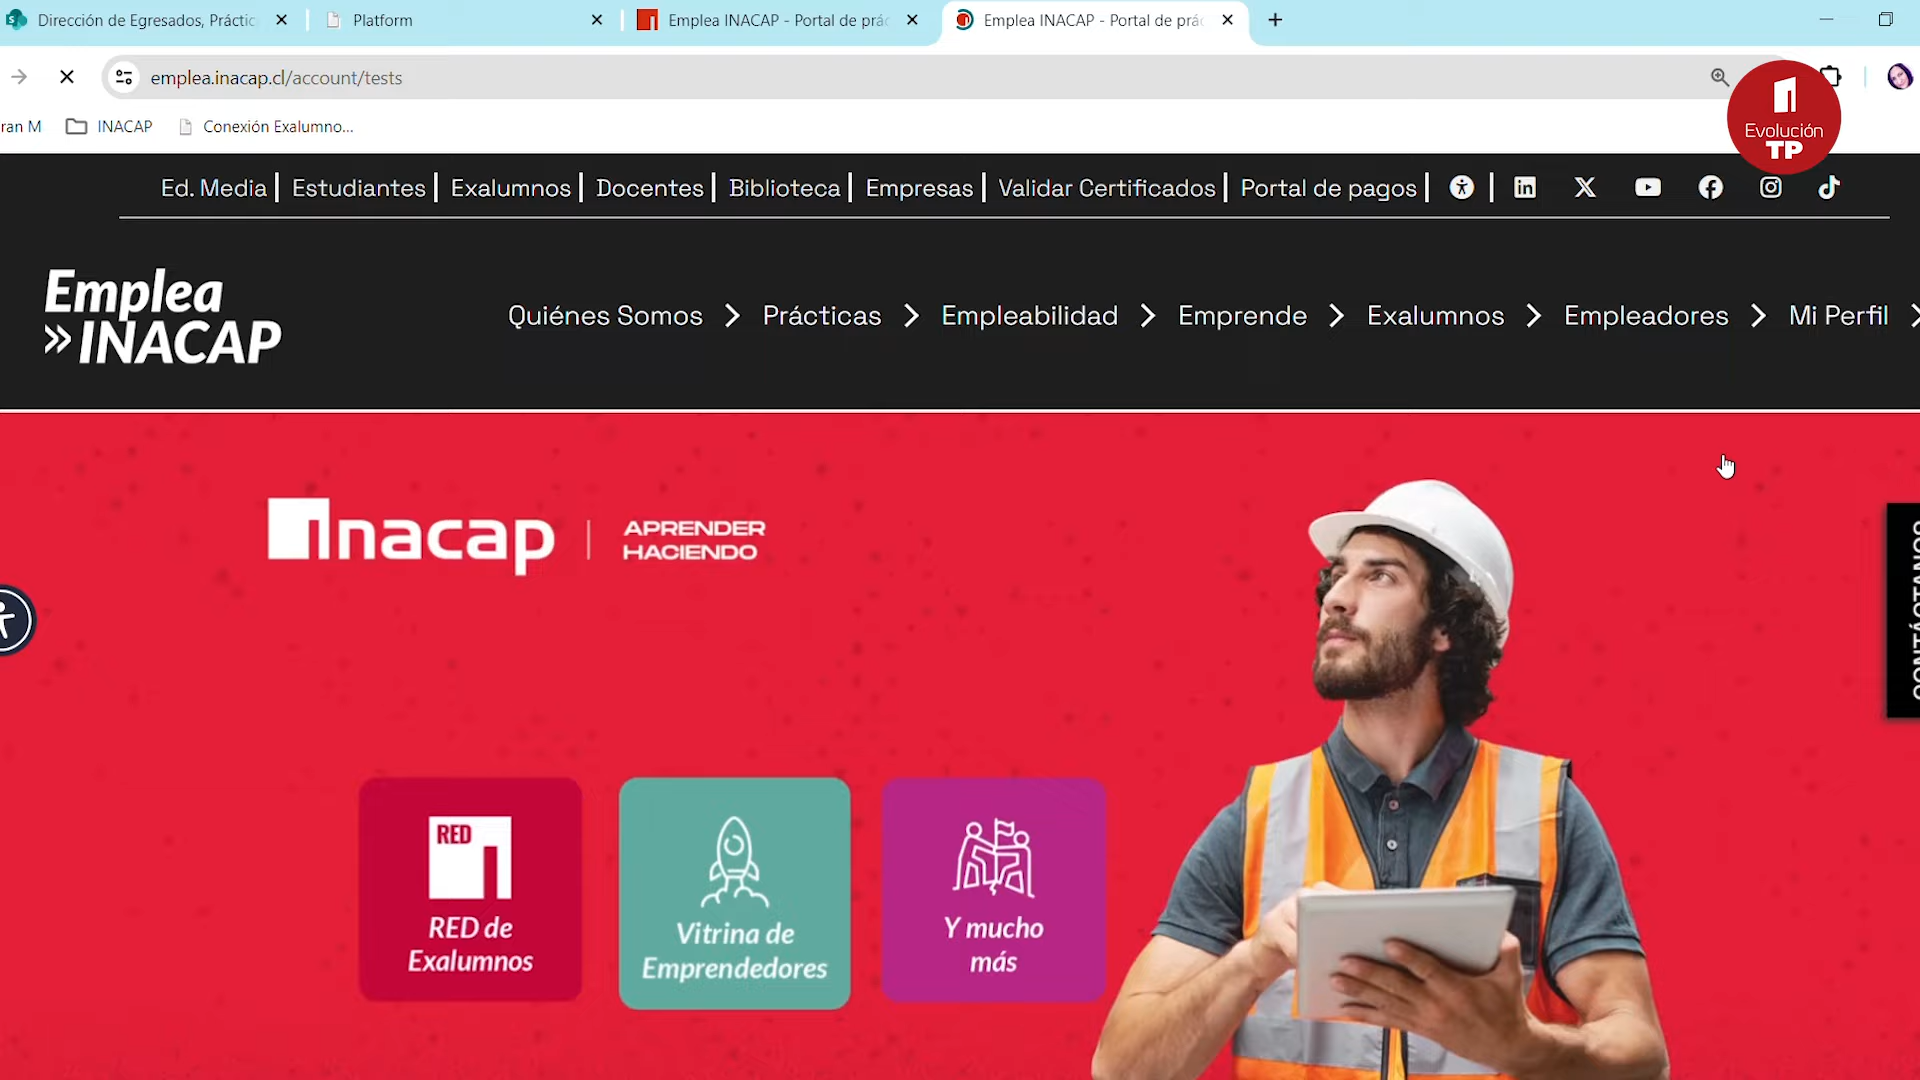 Dirección de Egresados, Práctic
Platform
Emplea INACAP - Portal de prác
Emplea INACAP - Portal de prác
emplea.inacap.cl/account/tests
ran M
INACAP
Conexión Exalumno...
Evolución
TP
Ed. Media
Estudiantes
Exalumnos
Docentes
Biblioteca
Empresas
Validar Certificados
Portal de pagos
Emplea
»INACAP
Quiénes Somos
Prácticas
Empleabilidad
Emprende
Exalumnos
Empleadores
Mi Perfil
inacap
APRENDER
HACIENDO
CONTÁCTANOS
RED
RED de
Exalumnos
Vitrina de
Emprendedores
Y mucho
más